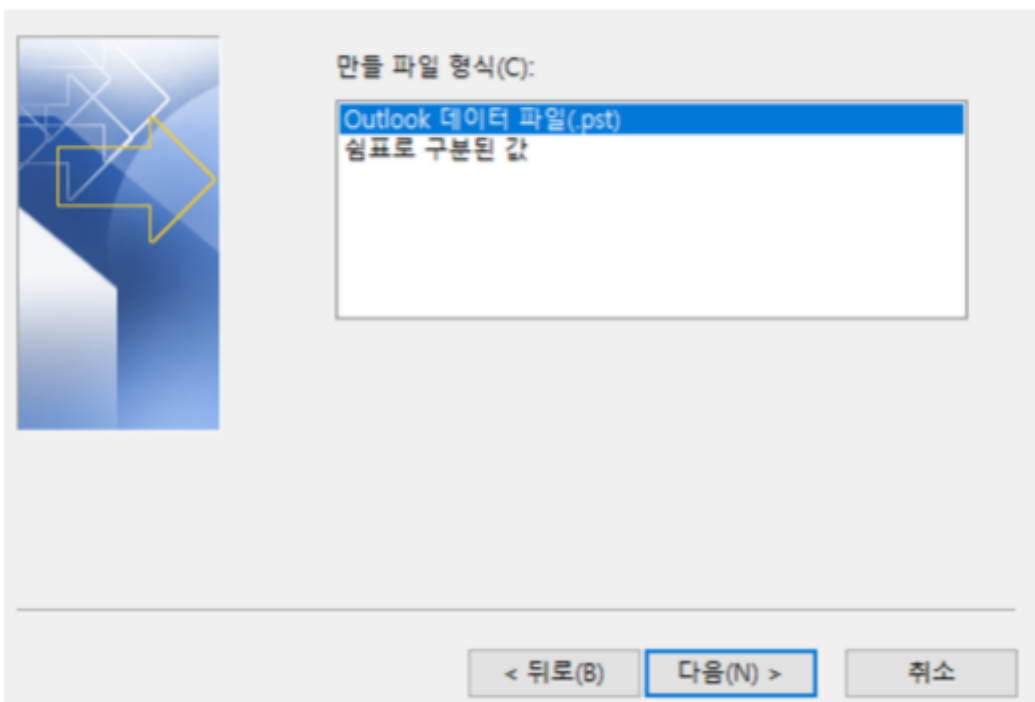 만들 파일 형식(C):
Outlook 데이터 파일(.pst)
쉼표로 구분된 값
< 뒤로(B)
다음(N) >
취소